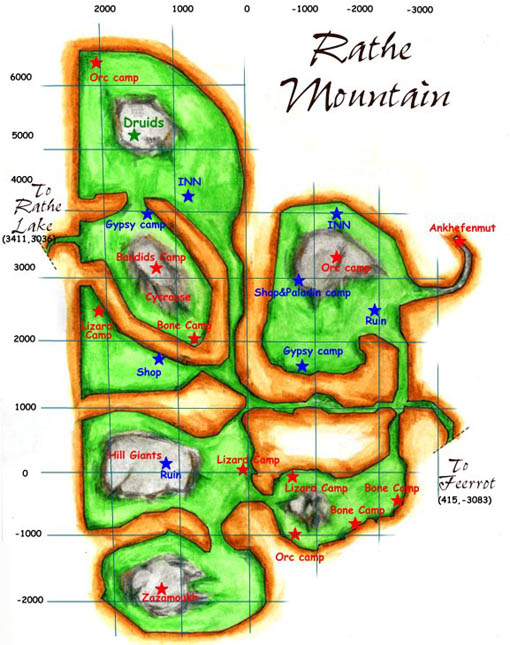 2000 1000 0 -1000 -2000 -3000
Rathe
Mountain
6000
Orc camp
Druids
5000
4000
INN
To
Rathe
Lake
(3411,3036)
Gypsy camp
INN
Ankhefenmut
Bandids Camp
Orc camp
3000
Cycroose
Shop&Paladin camp
Lizard
Camp
Bone Camp
Ruin
2000
Gypsy camp
Shop
1000
Hill Giants
Ruin
Lizard Camp
0
Lizard Camp
Bone Camp
To
Feerrot
(415,-3083)
Bone Camp
-1000
Orc camp
Zazamoukh
-2000